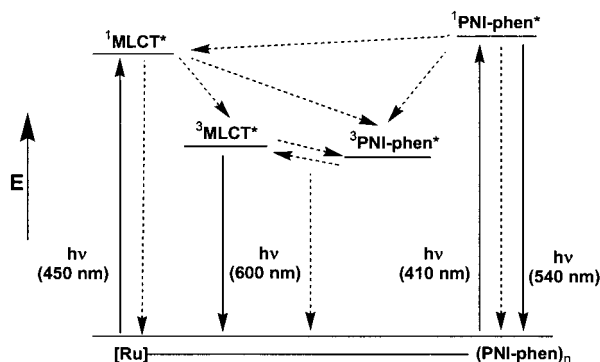 ¹PNI-phen*
¹MLCT*
³MLCT*
³PNI-phen*
E
hν
(450 nm)
hν
(600 nm)
hν
(410 nm)
hν
(540 nm)
[Ru]
(PNI-phen)ₙ